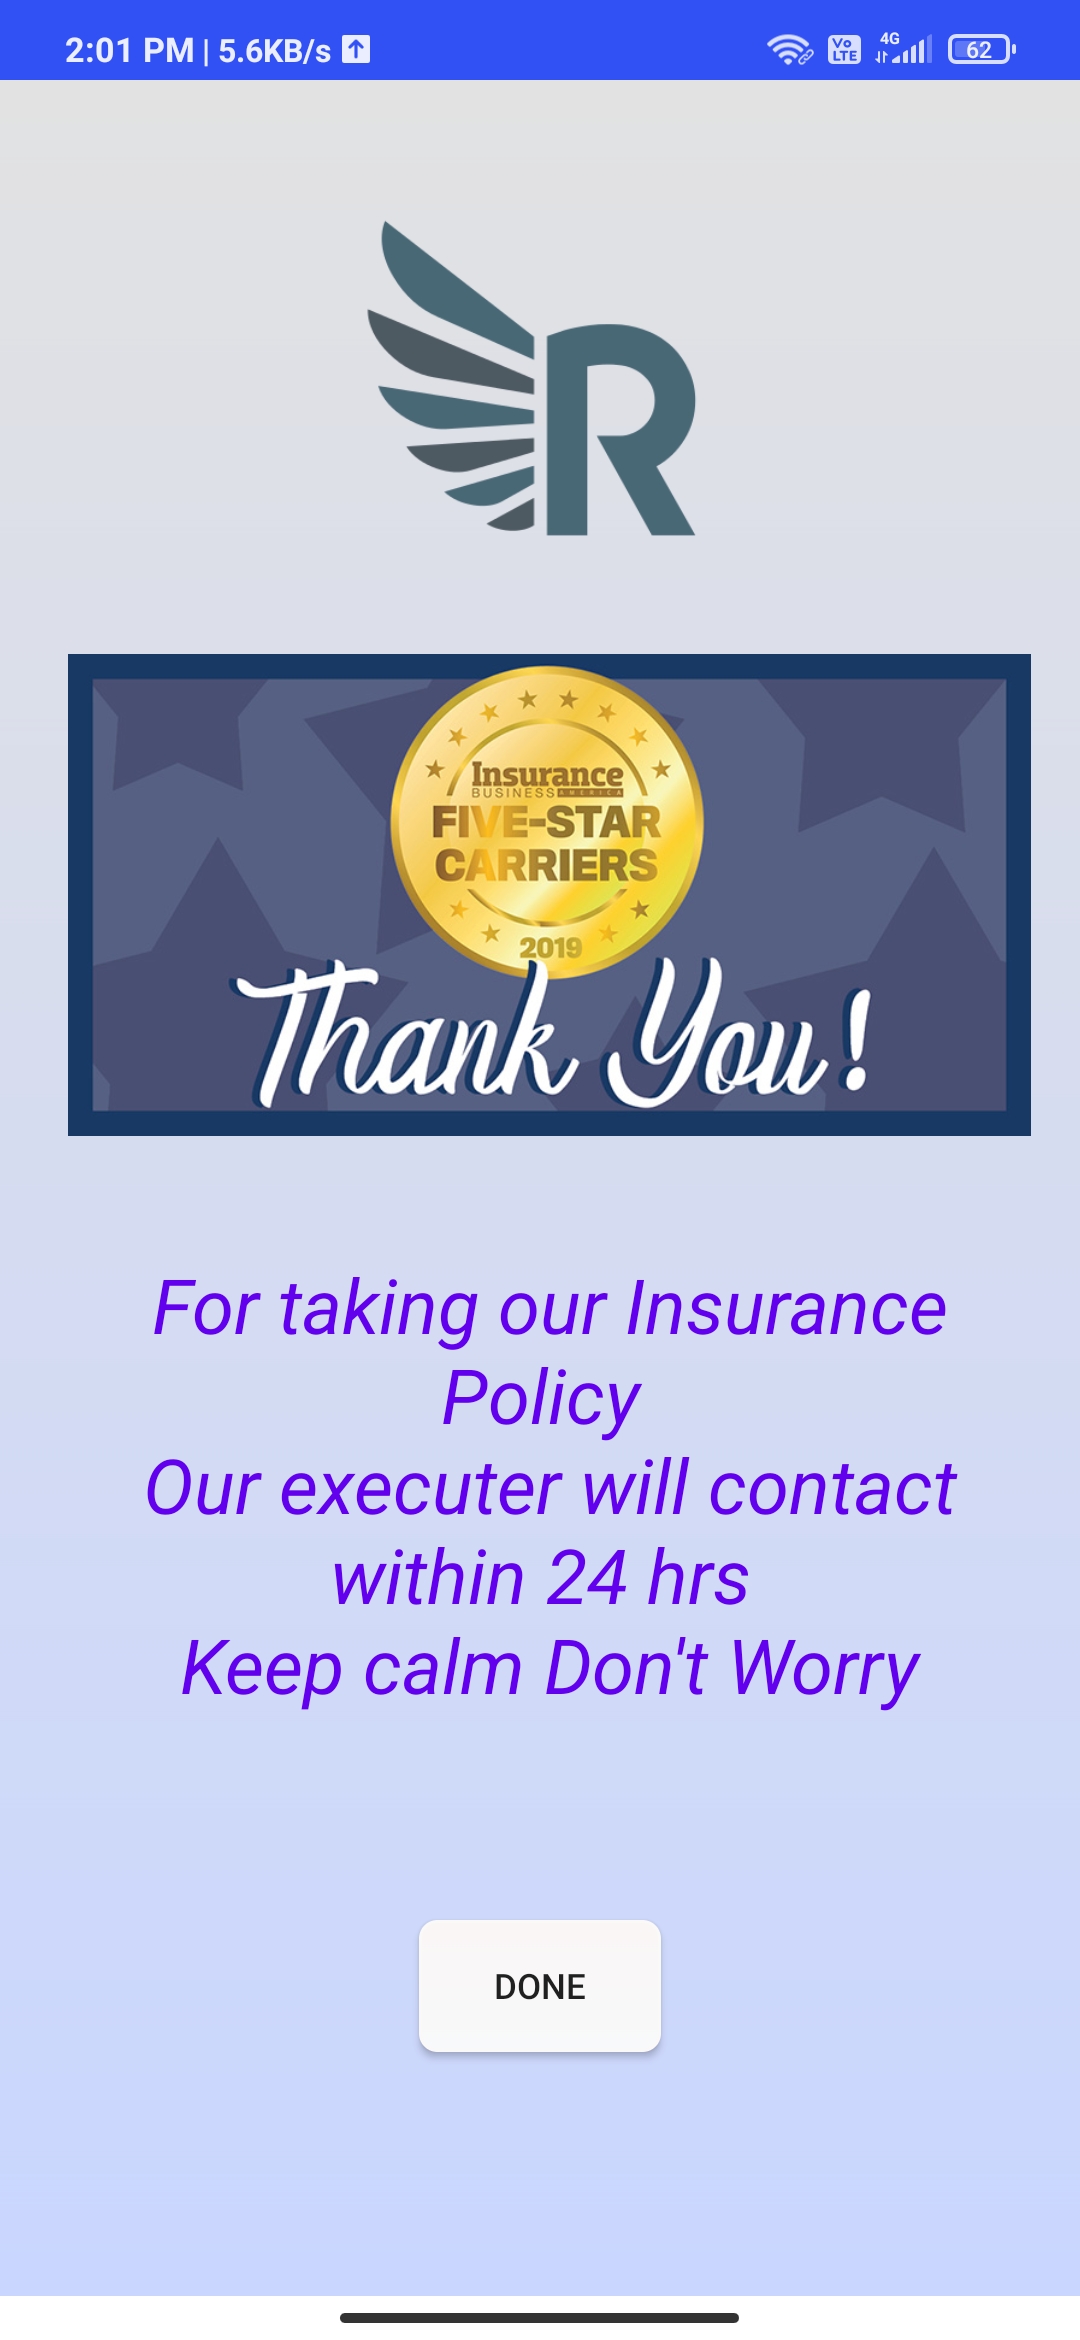 2:01 PM | 5.6KB/s
Vo LTE
4G
62
R
Insurance
BUSINESS AMERICA
FIVE-STAR
CARRIERS
2019
Thank You!
For taking our Insurance
Policy
Our executer will contact
within 24 hrs
Keep calm Don't Worry
DONE